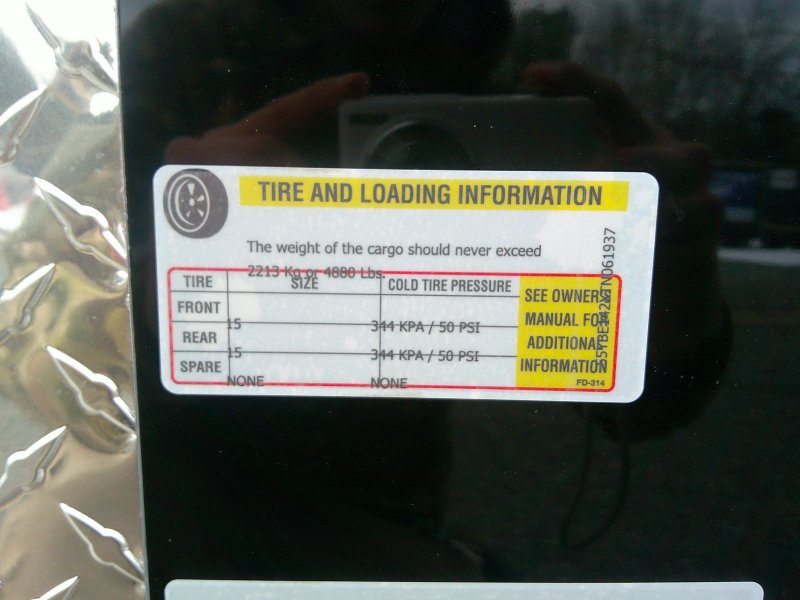 TIRE AND LOADING INFORMATION
The weight of the cargo should never exceed
2213 Kg or 4880 Lbs.
TIRE SIZE COLD TIRE PRESSURE
FRONT 15 344 KPA / 50 PSI
REAR 15 344 KPA / 50 PSI
SPARE NONE NONE
SEE OWNER'S
MANUAL FOR
ADDITIONAL
INFORMATION
FD-314